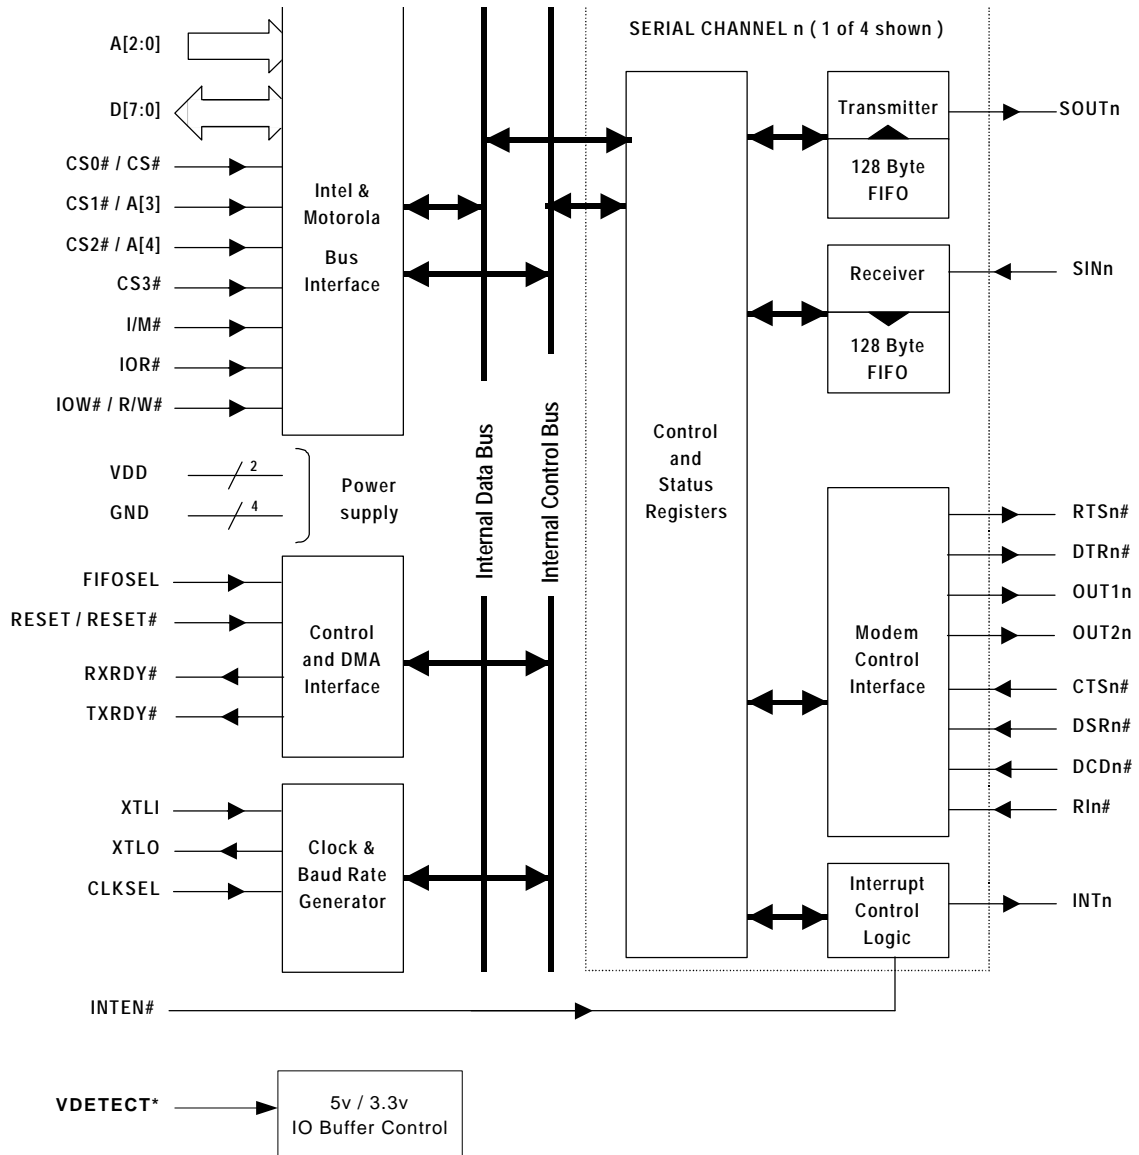 SERIAL CHANNEL n ( 1 of 4 shown )
A[2:0]
D[7:0]
CS0# / CS#
CS1# / A[3]
CS2# / A[4]
CS3#
I/M#
IOR#
IOW# / R/W#
Intel &
Motorola
Bus
Interface
VDD
2
GND
4
Power
supply
FIFOSEL
RESET / RESET#
RXRDY#
TXRDY#
Control
and DMA
Interface
XTLI
XTLO
CLKSEL
Clock &
Baud Rate
Generator
INTEN#
VDETECT*
5v / 3.3v
IO Buffer Control
Internal Data Bus
Internal Control Bus
Control
and
Status
Registers
Transmitter
128 Byte
FIFO
SOUTn
Receiver
128 Byte
FIFO
SINn
Modem
Control
Interface
RTSn#
DTRn#
OUT1n
OUT2n
CTSn#
DSRn#
DCDn#
RIn#
Interrupt
Control
Logic
INTn